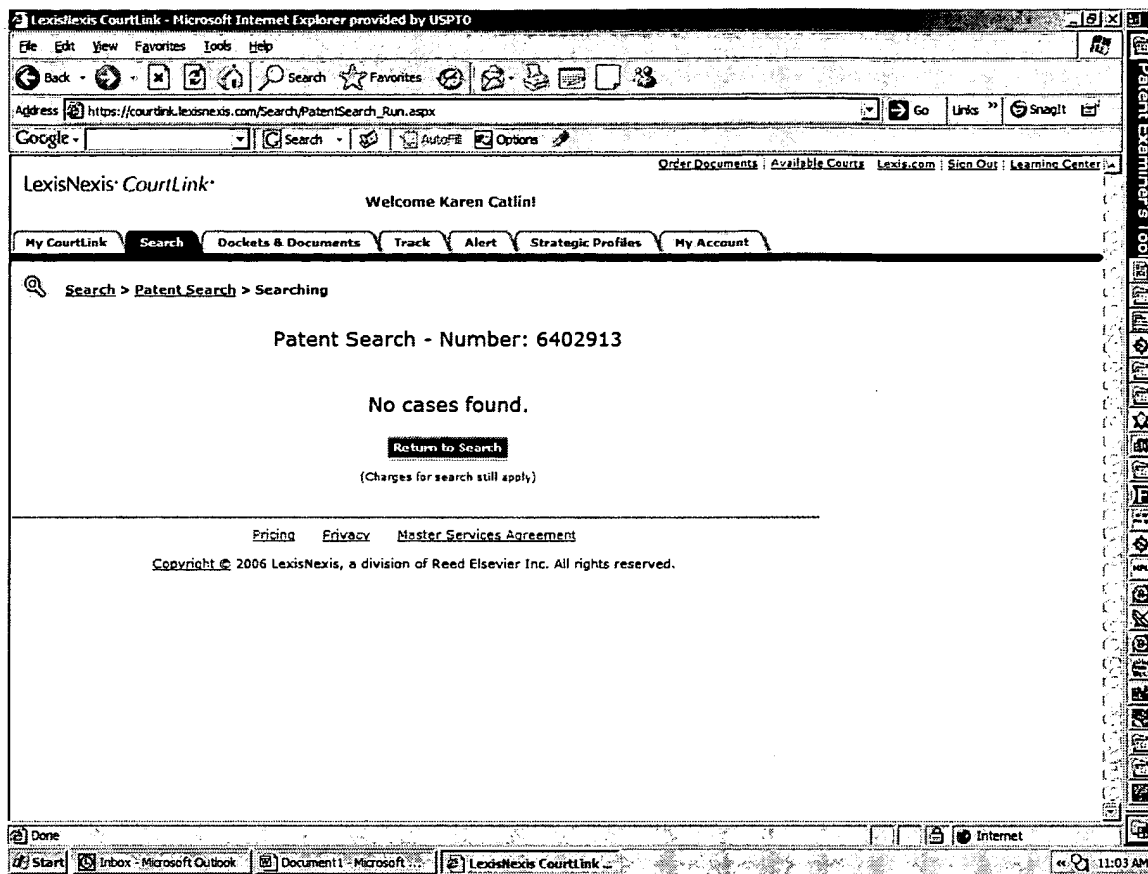 LexisNexis CourtLink - Microsoft Internet Explorer provided by USPTO
File Edit View Favorites Tools Help
Back Search Favorites
Address https://courtlink.lexisnexis.com/Search/PatentSearch_Run.aspx Go Links » SnagIt
Google Search AutoFill Options
Order Documents | Available Courts Lexis.com | Sign Out | Learning Center
LexisNexis CourtLink
Welcome Karen Catlin!
My CourtLink Search Dockets & Documents Track Alert Strategic Profiles My Account
Search > Patent Search > Searching
Patent Search - Number: 6402913
No cases found.
Return to Search
(Charges for search still apply)
Pricing Privacy Master Services Agreement
Copyright © 2006 LexisNexis, a division of Reed Elsevier Inc. All rights reserved.
Done Internet
Start Inbox - Microsoft Outlook Document1 - Microsoft ... LexisNexis CourtLink ... « 11:03 AM
Patent Examiner's Tool